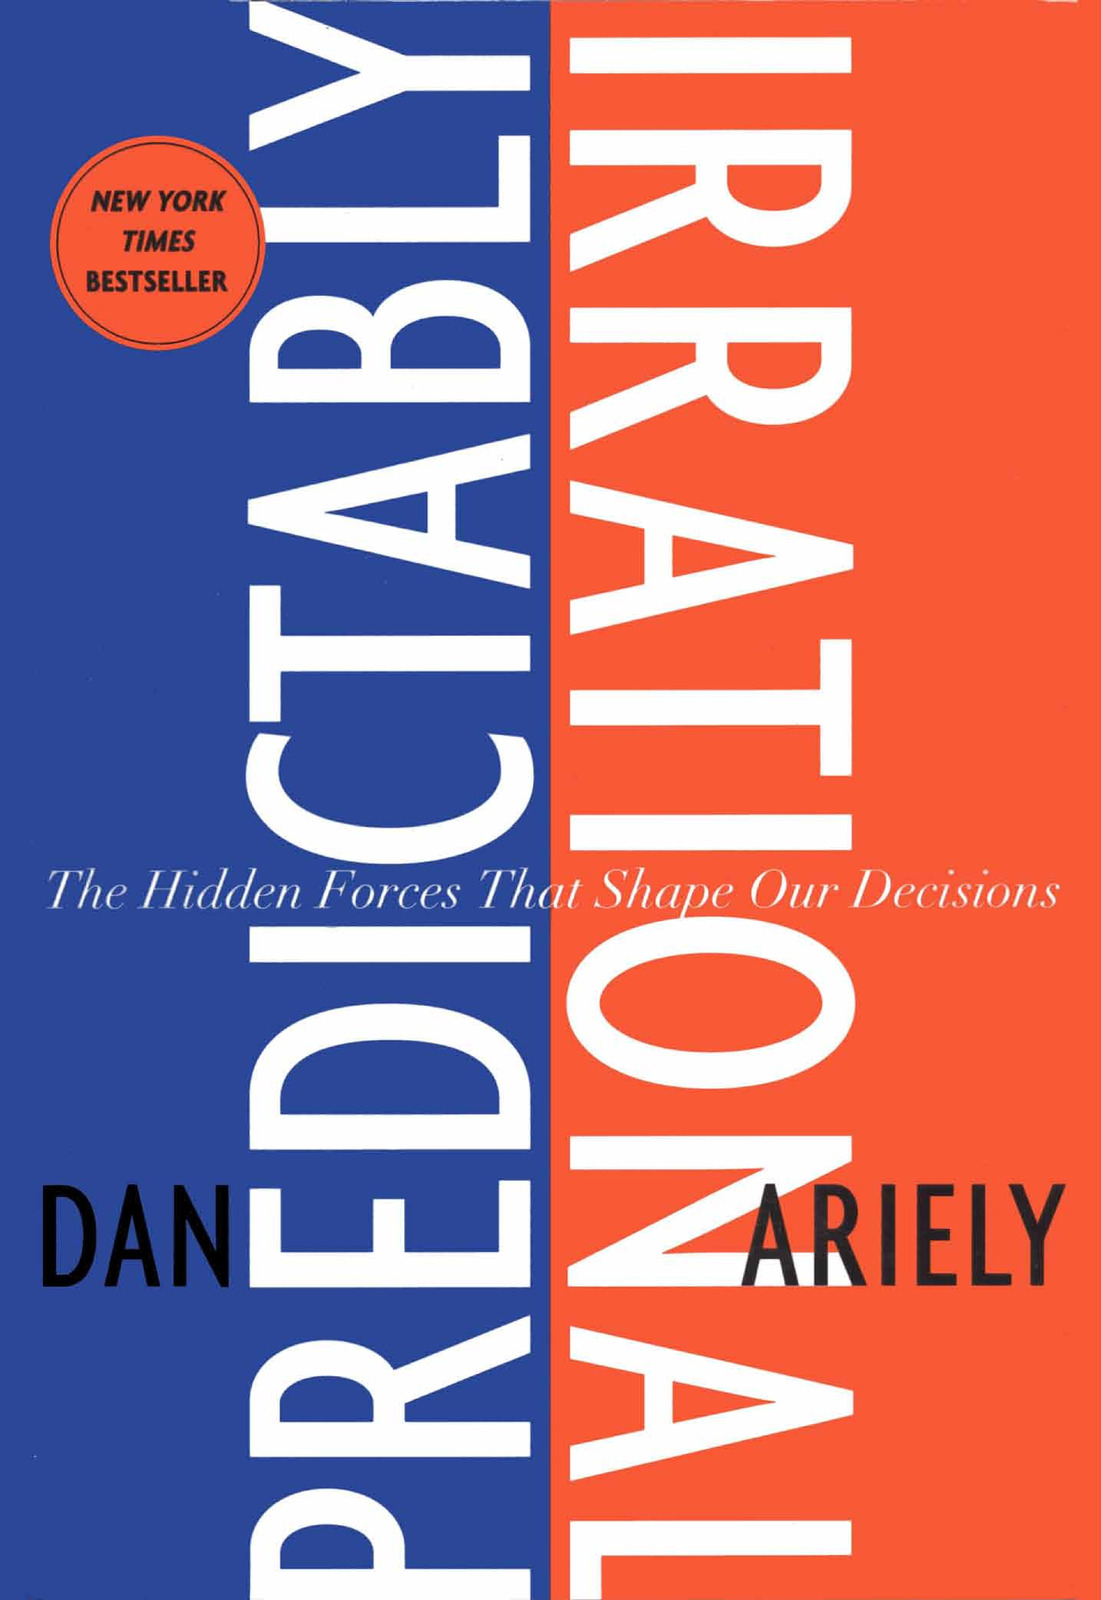 PREDICTABLY
IRRATIONAL
NEW YORK
TIMES
BESTSELLER
The Hidden Forces That Shape Our Decisions
DAN ARIELY